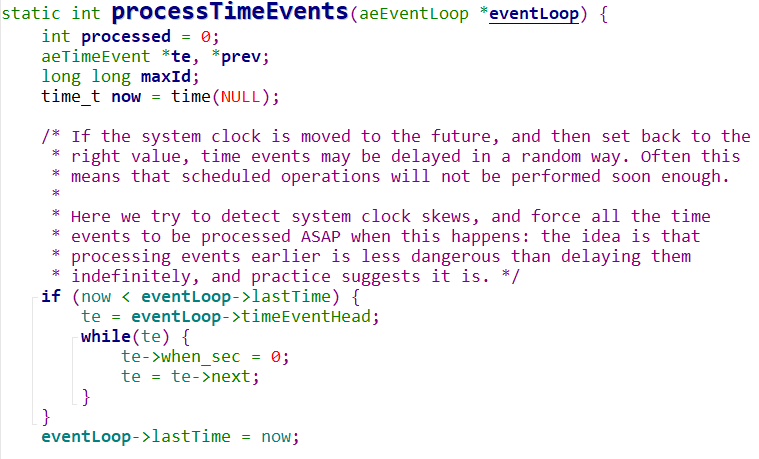 static int processTimeEvents(aeEventLoop *eventLoop) {
    int processed = 0;
    aeTimeEvent *te, *prev;
    long long maxId;
    time_t now = time(NULL);

    /* If the system clock is moved to the future, and then set back to the
     * right value, time events may be delayed in a random way. Often this
     * means that scheduled operations will not be performed soon enough.
     *
     * Here we try to detect system clock skews, and force all the time
     * events to be processed ASAP when this happens: the idea is that
     * processing events earlier is less dangerous than delaying them
     * indefinitely, and practice suggests it is. */
    if (now < eventLoop->lastTime) {
        te = eventLoop->timeEventHead;
        while(te) {
            te->when_sec = 0;
            te = te->next;
        }
    }
    eventLoop->lastTime = now;